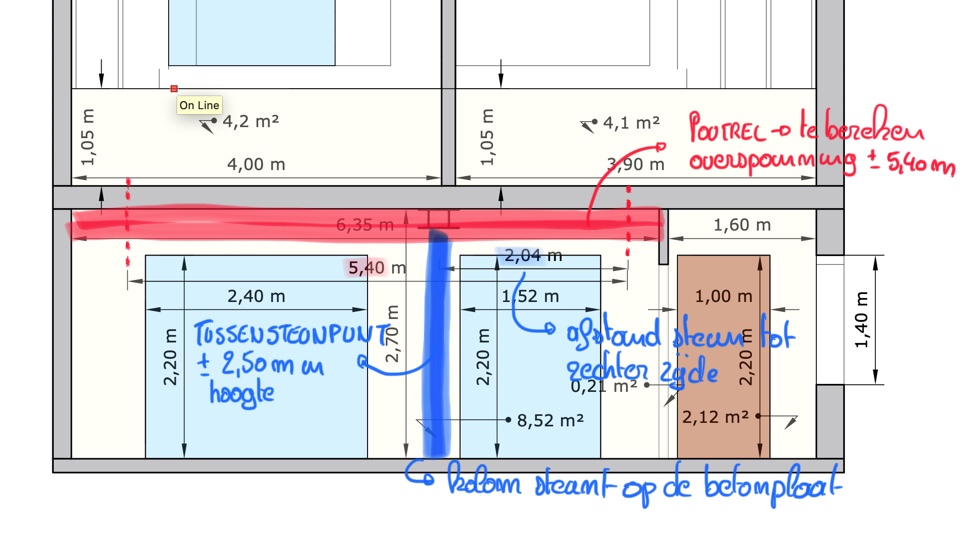 On Line
4,2 m²
4,1 m²
1,05 m
1,05 m
4,00 m
3,90 m
POUTREL → te bereken
overspanning ± 5,40 m
6,35 m
1,60 m
5,40 m
2,04 m
2,40 m
1,52 m
1,00 m
1,40 m
2,20 m
TUSSENSTEUNPUNT
± 2,50 m in
hoogte
2,70 m
2,20 m
afstand steun tot
rechter zijde
2,20 m
0,21 m²
8,52 m²
2,12 m²
kolom steunt op de betonplaat